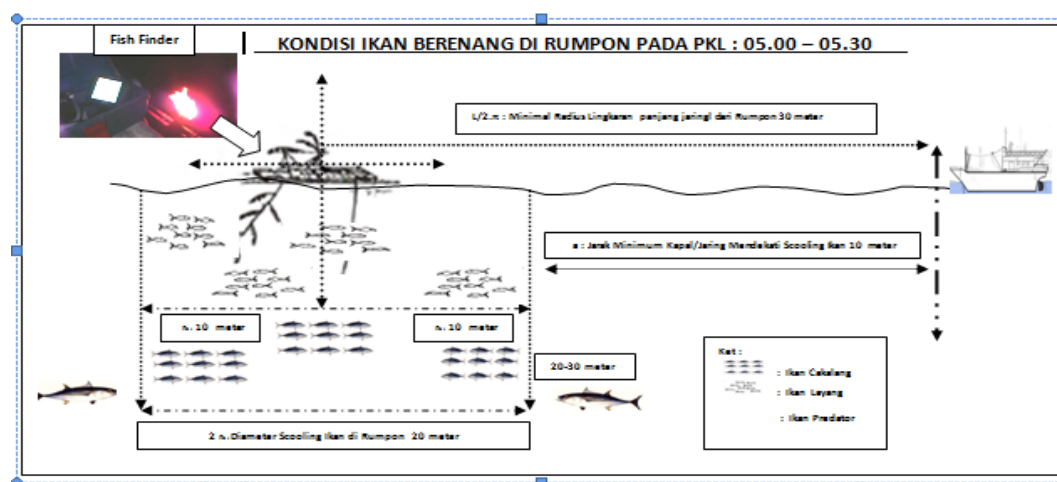 Fish Finder
KONDISI IKAN BERENANG DI RUMPON PADA PKL : 05.00 – 05.30
L/2.π : Minimal Radius Lingkaran panjang jaringl dari Rumpon 30 meter
a : Jarak Minimum Kapal/Jaring Mendekati Scooling Ikan 10 meter
10 meter
10 meter
20-30 meter
Ket :
: Ikan Cakalang
: Ikan Layang
: Ikan Predator
Diameter Scooling Ikan di Rumpon 20 meter